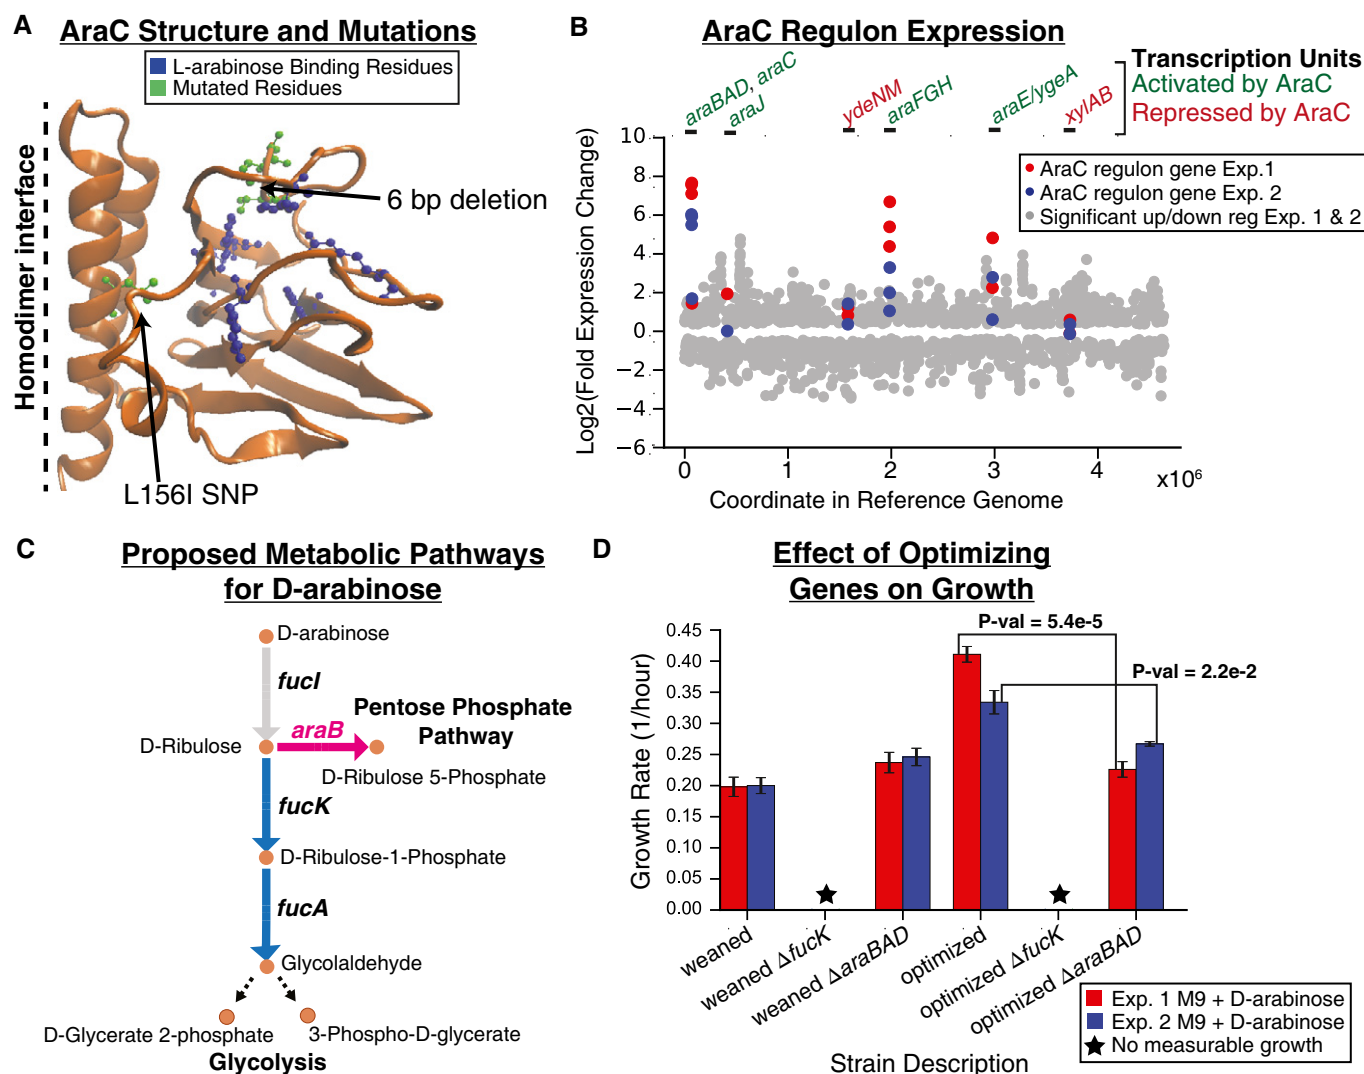 A
AraC Structure and Mutations
L-arabinose Binding Residues
Mutated Residues
Homodimer interface
6 bp deletion
L156I SNP
B
AraC Regulon Expression
Transcription Units
Activated by AraC
Repressed by AraC
araBAD, araC
araJ
ydeNM
araFGH
araE/ygeA
xylAB
AraC regulon gene Exp.1
AraC regulon gene Exp. 2
Significant up/down reg Exp. 1 & 2
Log2(Fold Expression Change)
10
8
6
4
2
0
−2
−4
−6
0
1
2
3
4
x10⁶
Coordinate in Reference Genome
C
Proposed Metabolic Pathways
for D-arabinose
D-arabinose
fucI
araB
Pentose Phosphate
Pathway
D-Ribulose
D-Ribulose 5-Phosphate
fucK
D-Ribulose-1-Phosphate
fucA
Glycolaldehyde
D-Glycerate 2-phosphate
3-Phospho-D-glycerate
Glycolysis
D
Effect of Optimizing
Genes on Growth
P-val = 5.4e-5
P-val = 2.2e-2
Growth Rate (1/hour)
0.45
0.40
0.35
0.30
0.25
0.20
0.15
0.10
0.05
0.00
weaned
weaned ΔfucK
weaned ΔaraBAD
optimized
optimized ΔfucK
optimized ΔaraBAD
Strain Description
Exp. 1 M9 + D-arabinose
Exp. 2 M9 + D-arabinose
No measurable growth